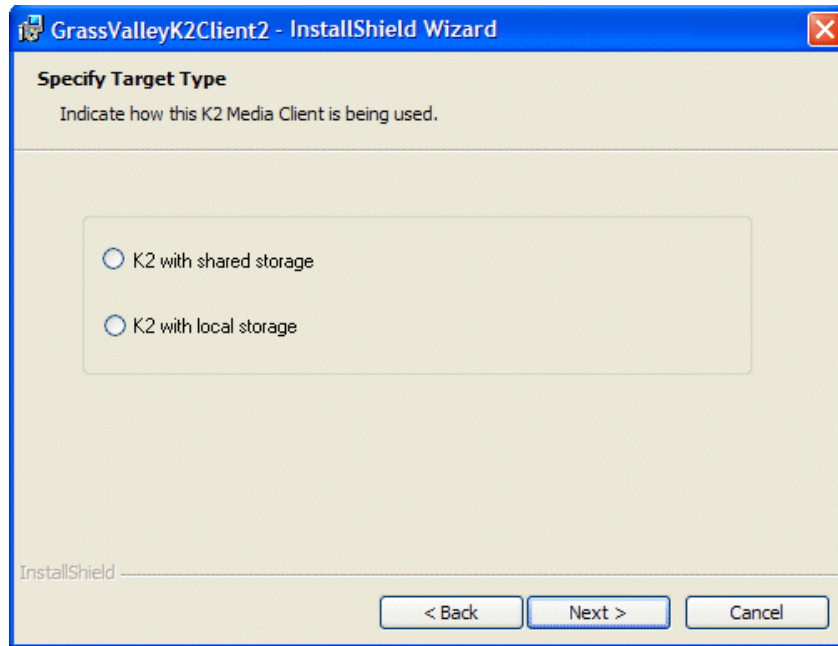 GrassValleyK2Client2 - InstallShield Wizard
Specify Target Type
Indicate how this K2 Media Client is being used.
K2 with shared storage
K2 with local storage
InstallShield
< Back Next > Cancel